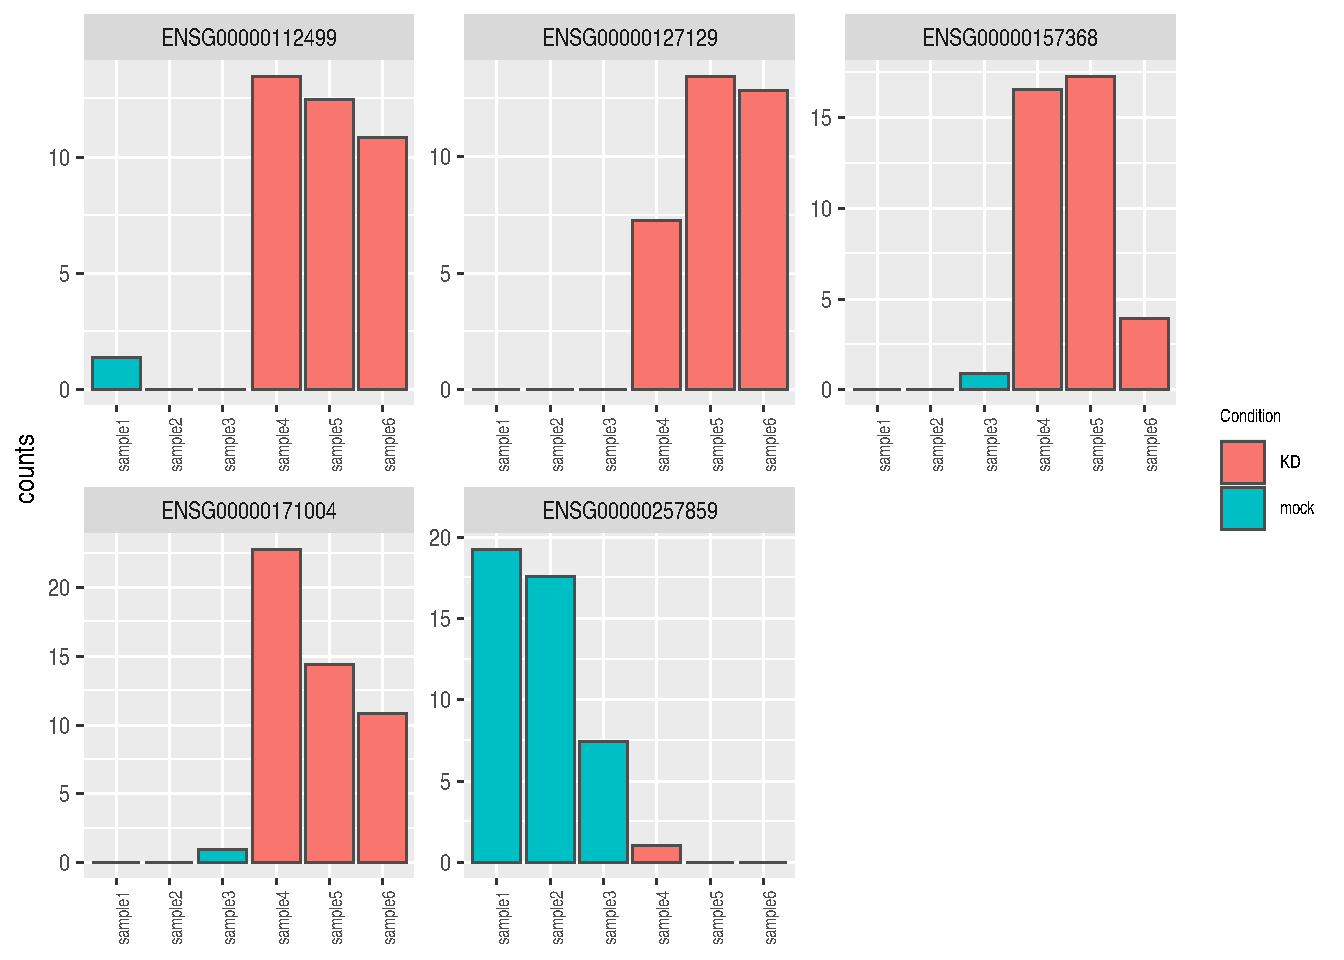 ENSG00000112499
ENSG00000127129
ENSG00000157368
10
5
0
10
5
0
15
10
5
0
sample1
sample2
sample3
sample4
sample5
sample6
sample1
sample2
sample3
sample4
sample5
sample6
sample1
sample2
sample3
sample4
sample5
sample6
counts
Condition
KD
mock
ENSG00000171004
ENSG00000257859
20
15
10
5
0
20
15
10
5
0
sample1
sample2
sample3
sample4
sample5
sample6
sample1
sample2
sample3
sample4
sample5
sample6